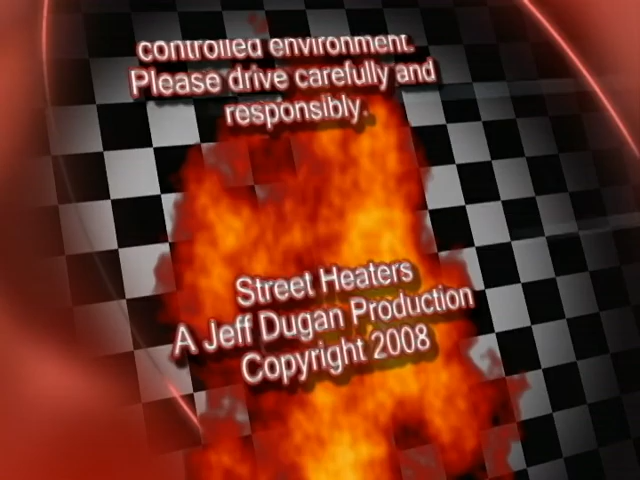 controlled environment.
Please drive carefully and
responsibly.
Street Heaters
A Jeff Dugan Production
Copyright 2008